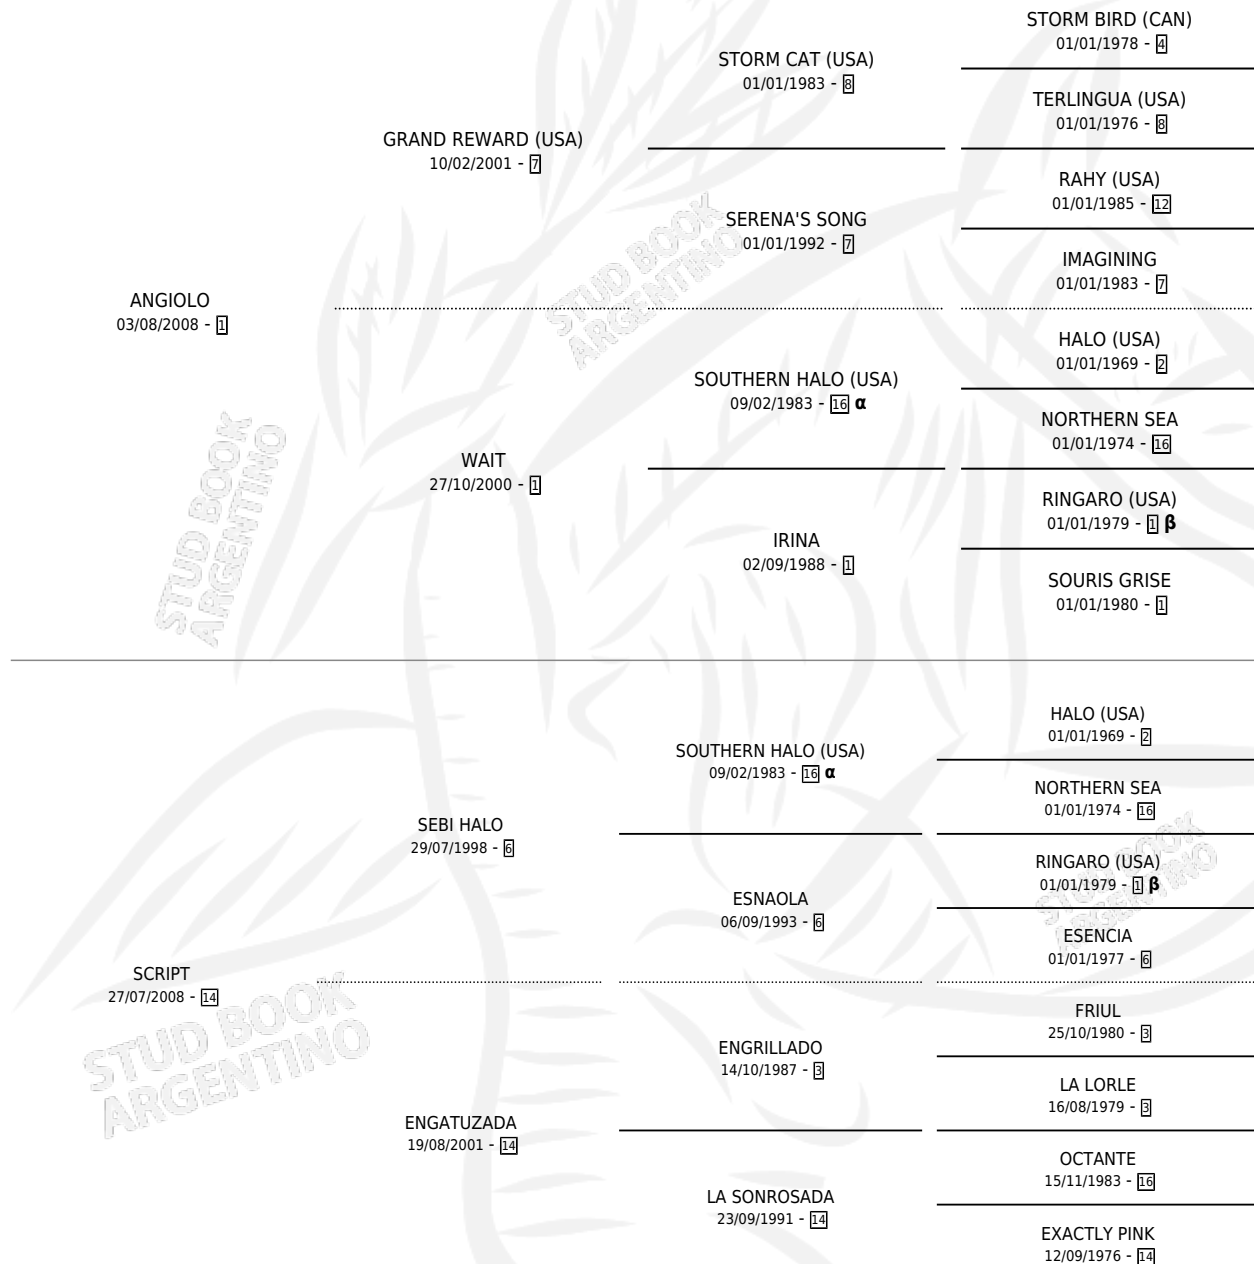 STORM BIRD (CAN)
01/01/1978 - 4
STORM CAT (USA)
01/01/1983 - 8
TERLINGUA (USA)
01/01/1976 - 8
GRAND REWARD (USA)
10/02/2001 - 7
RAHY (USA)
01/01/1985 - 12
SERENA'S SONG
01/01/1992 - 7
IMAGINING
01/01/1983 - 7
STUD BOOK
ARGENTINO
ANGIOLO
03/08/2008 - 1
HALO (USA)
01/01/1969 - 2
SOUTHERN HALO (USA)
09/02/1983 - 16 α
NORTHERN SEA
01/01/1974 - 16
WAIT
27/10/2000 - 1
RINGARO (USA)
01/01/1979 - 1 β
IRINA
02/09/1988 - 1
SOURIS GRISE
01/01/1980 - 1
STUD BOOK
ARGENTINO
HALO (USA)
01/01/1969 - 2
SOUTHERN HALO (USA)
09/02/1983 - 16 α
NORTHERN SEA
01/01/1974 - 16
SEBI HALO
29/07/1998 - 6
RINGARO (USA)
01/01/1979 - 1 β
ESNAOLA
06/09/1993 - 6
ESENCIA
01/01/1977 - 6
STUD BOOK
ARGENTINO
SCRIPT
27/07/2008 - 14
FRIUL
25/10/1980 - 3
ENGRILLADO
14/10/1987 - 3
LA LORLE
16/08/1979 - 3
STUD BOOK
ARGENTINO
ENGATUZADA
19/08/2001 - 14
OCTANTE
15/11/1983 - 16
LA SONROSADA
23/09/1991 - 14
EXACTLY PINK
12/09/1976 - 14